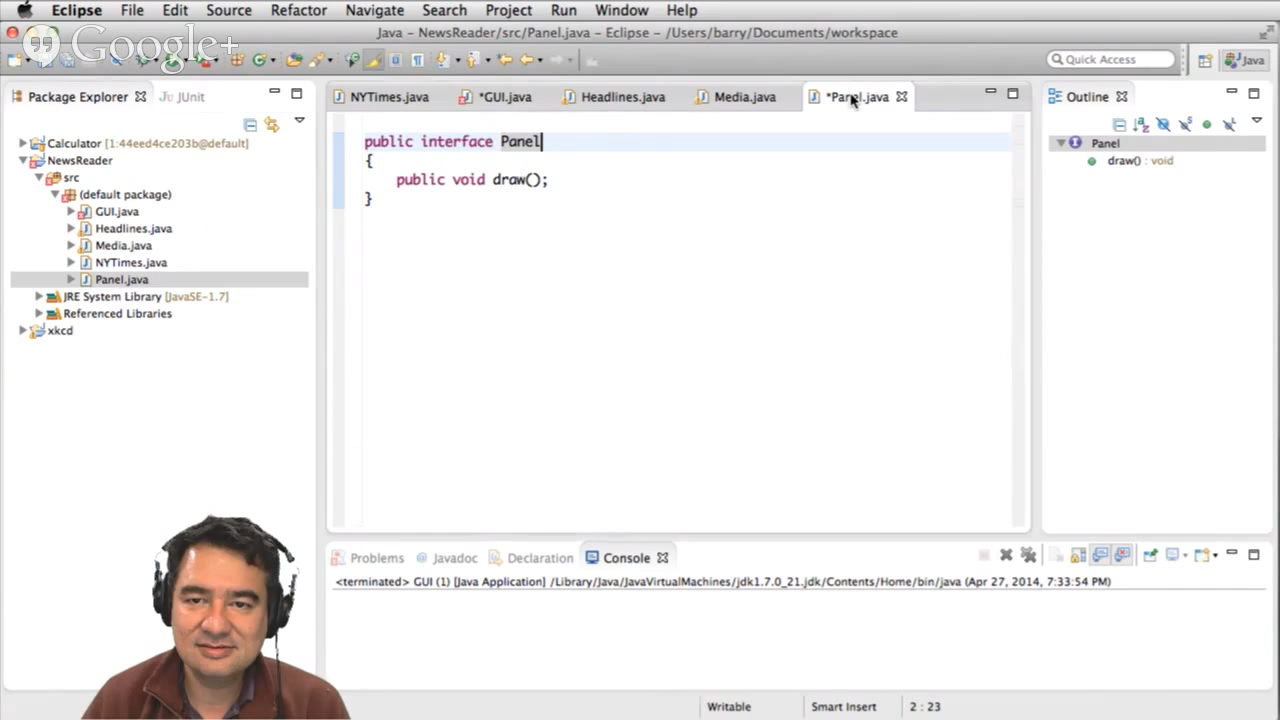 Eclipse File Edit Source Refactor Navigate Search Project Run Window Help
Java – NewsReader/src/Panel.java – Eclipse – /Users/barry/Documents/workspace
Google+
Quick Access
Java
Package Explorer
JUnit
Calculator [1:44eed4ce203b@default]
NewsReader
src
(default package)
GUI.java
Headlines.java
Media.java
NYTimes.java
Panel.java
JRE System Library [JavaSE-1.7]
Referenced Libraries
xkcd
NYTimes.java
*GUI.java
Headlines.java
Media.java
*Panel.java
public interface Panel
{
public void draw();
}
Outline
Panel
draw() : void
Problems
Javadoc
Declaration
Console
<terminated> GUI (1) [Java Application] /Library/Java/JavaVirtualMachines/jdk1.7.0_21.jdk/Contents/Home/bin/java (Apr 27, 2014, 7:33:54 PM)
Writable
Smart Insert
2 : 23